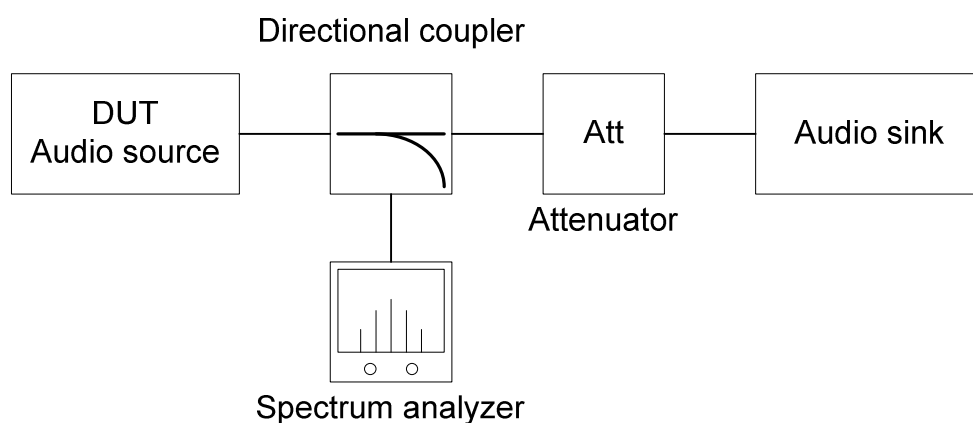 Directional coupler
DUT
Audio source
Att
Audio sink
Attenuator
Spectrum analyzer